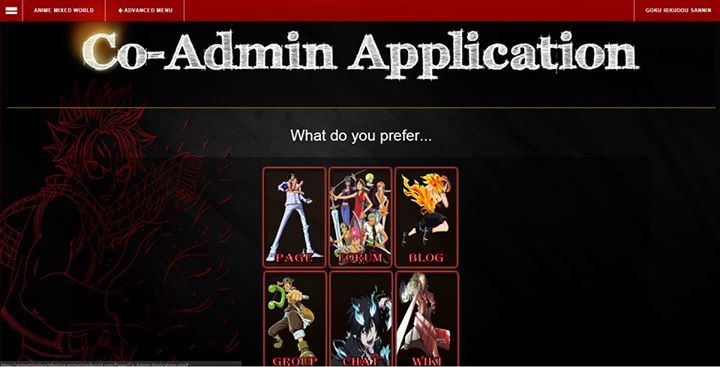 ANIME MIXED WORLD
ADVANCED MENU
GOKU RIKUDOU SANNIN
Co-Admin Application
What do you prefer...
PAGE
FORUM
BLOG
GROUP
CHAT
WIKI